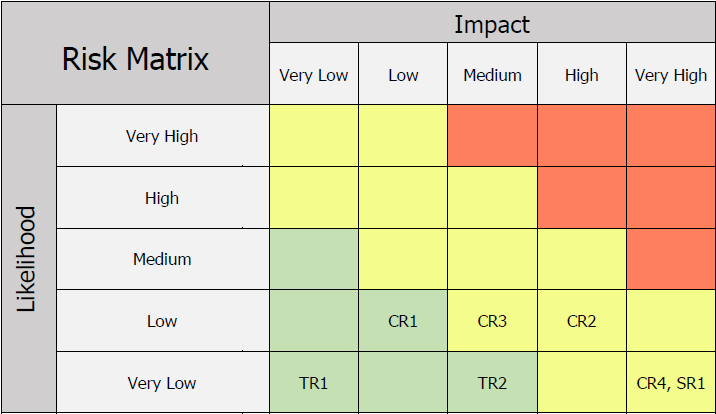 Risk Matrix
Impact
Very Low Low Medium High Very High
Likelihood
Very High
High
Medium
Low CR1 CR3 CR2
Very Low TR1 TR2 CR4, SR1